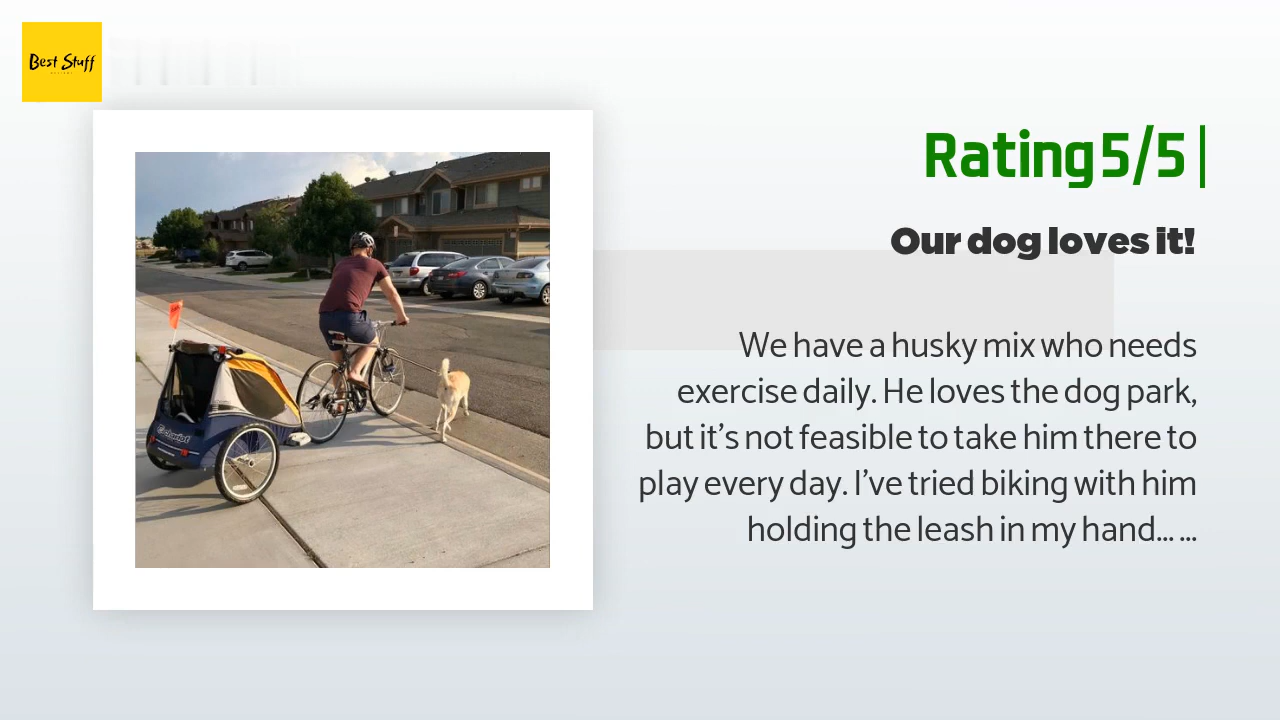 Best Stuff
Rating 5/5 |
Our dog loves it!
We have a husky mix who needs
exercise daily. He loves the dog park,
but it's not feasible to take him there to
play every day. I've tried biking with him
holding the leash in my hand... ...